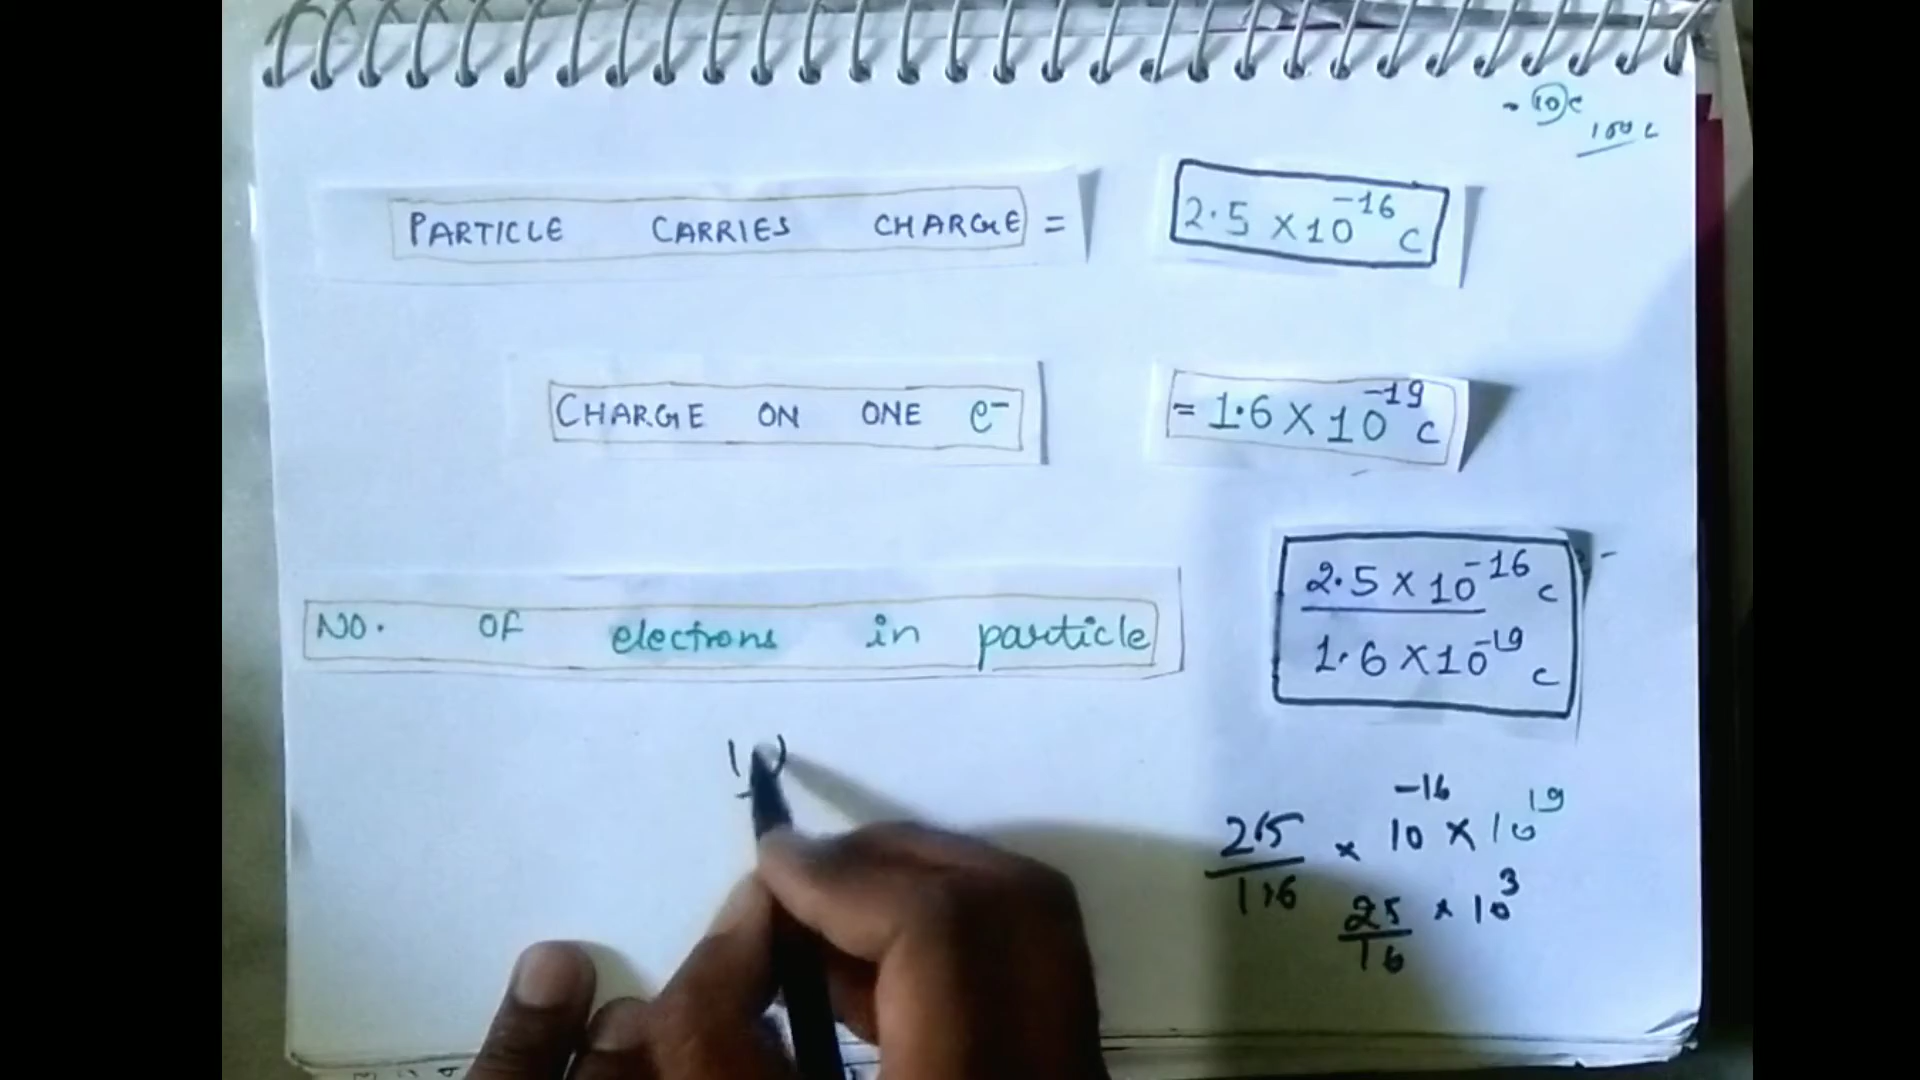 - 10 C
100 C
PARTICLE CARRIES CHARGE = 2.5 X 10^-16 C
CHARGE ON ONE e- = 1.6 X 10^-19 C
NO. OF electrons in particle
2.5 X 10^-16 C
1.6 X 10^-19 C
2.5 / 1.6 x 10^-16 x 10^19
25 / 16 x 10^3